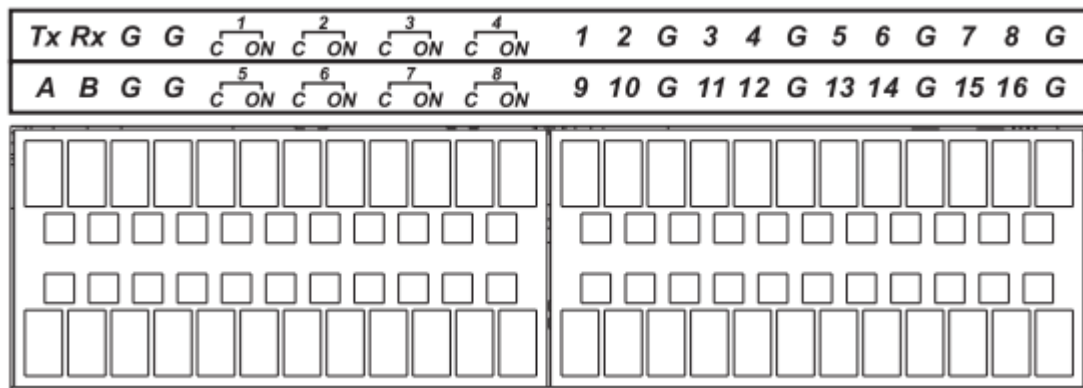 1 2 3 4
Tx Rx G G C ON C ON C ON C ON 1 2 G 3 4 G 5 6 G 7 8 G
5 6 7 8
A B G G C ON C ON C ON C ON 9 10 G 11 12 G 13 14 G 15 16 G